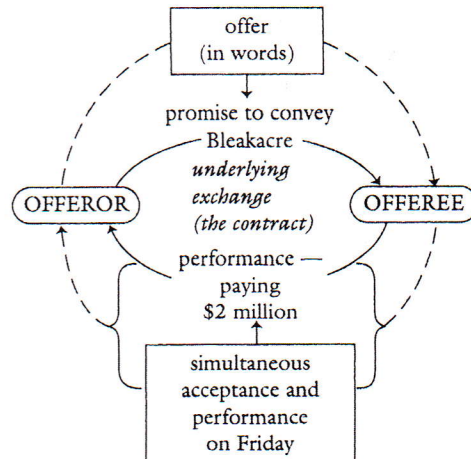 offer
(in words)
promise to convey
Bleakacre
underlying
exchange
(the contract)
OFFEROR
OFFEREE
performance —
paying
$2 million
simultaneous
acceptance and
performance
on Friday